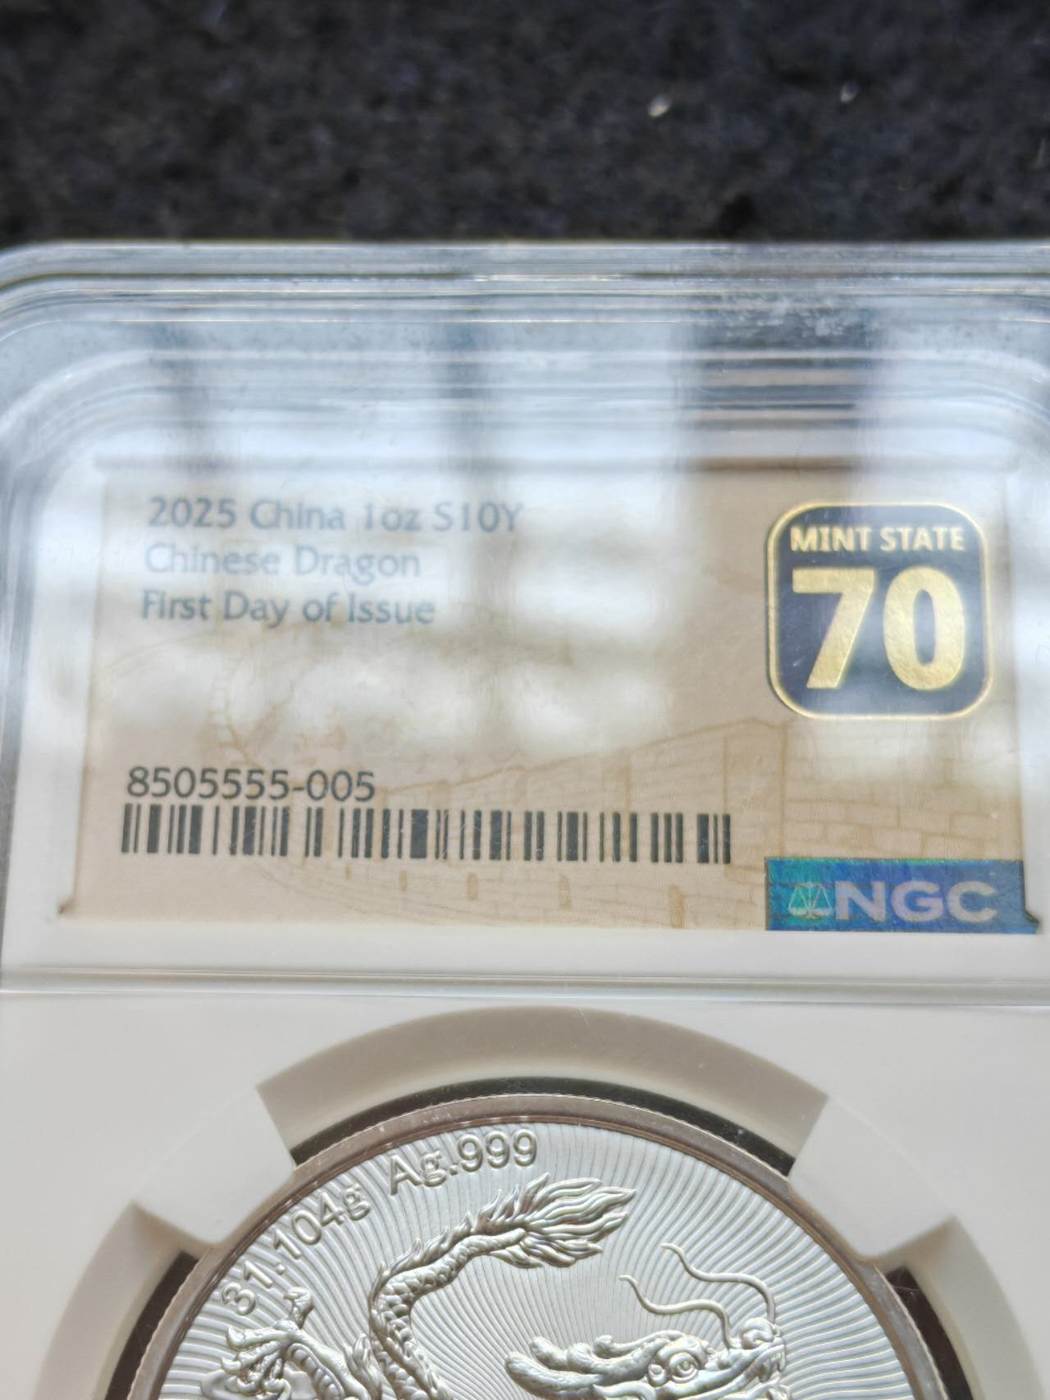 2025 China 1oz S10Y
Chinese Dragon
First Day of Issue
MINT STATE
70
8505555-005
NGC
31.104g Ag.999